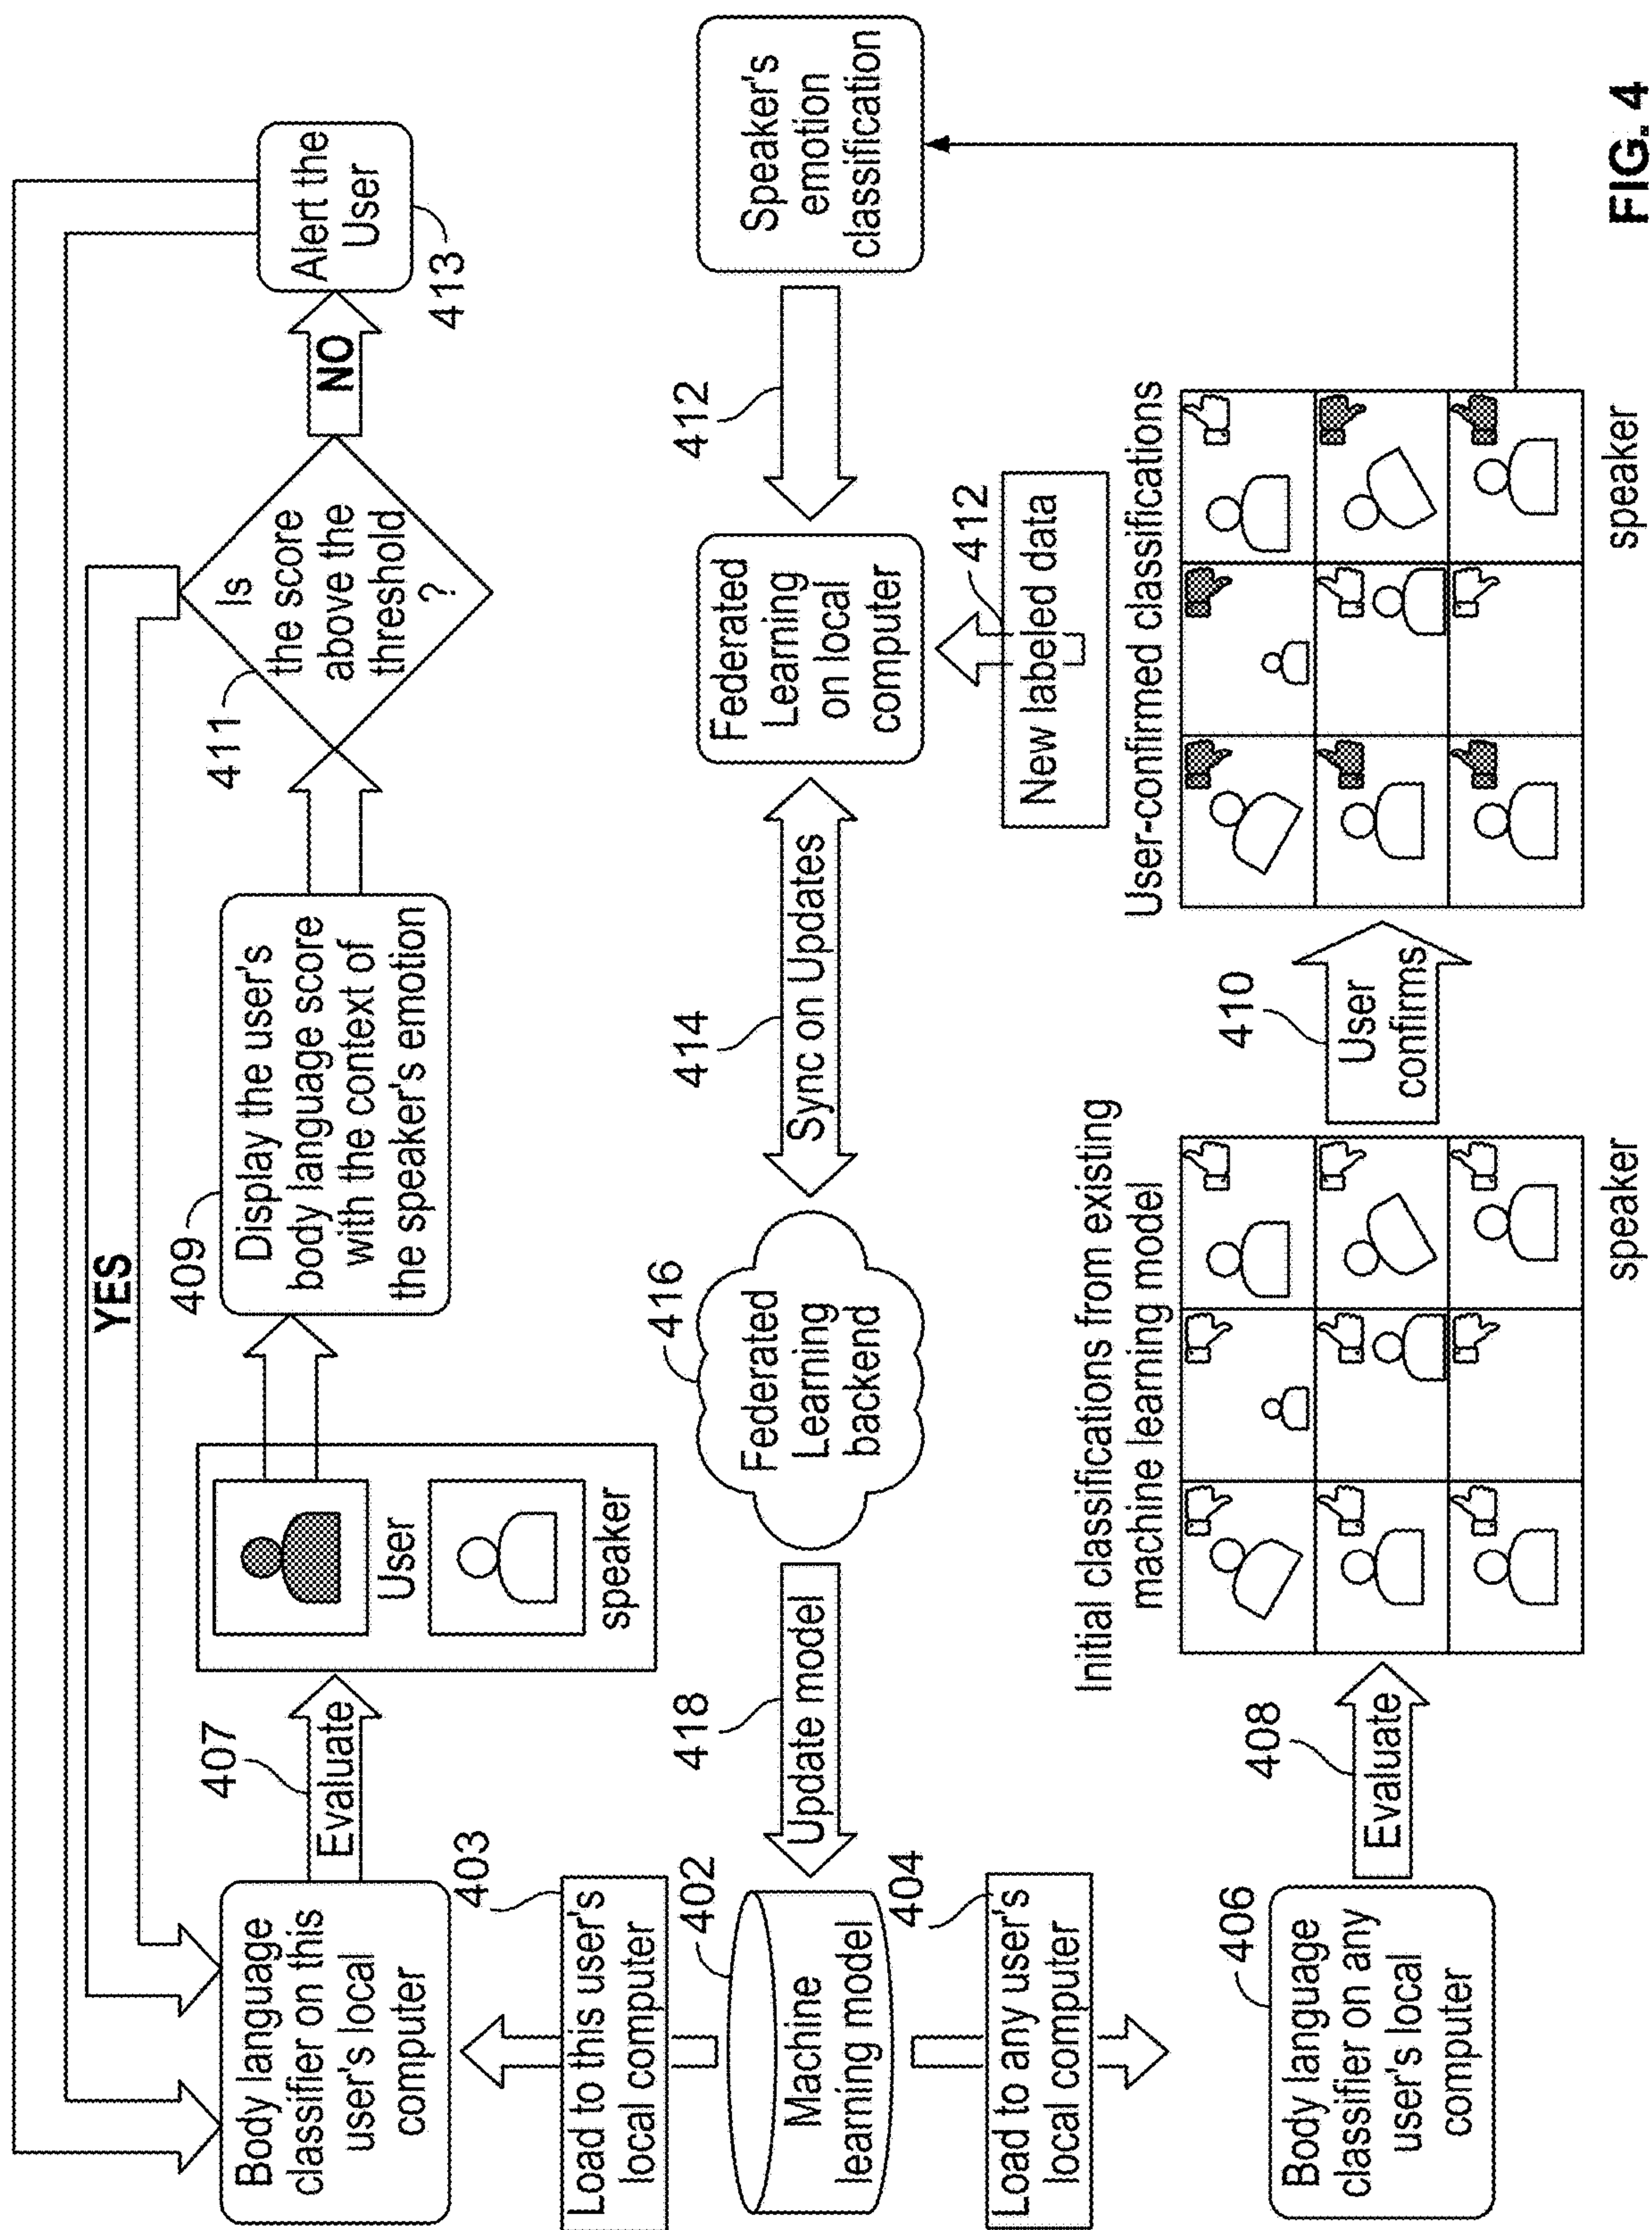 YES
Body language
classifier on this
user's local
computer
407
Evaluate
User
speaker
409
Display the user's
body language score
with the context of
the speaker's emotion
411
Is
the score
above the
threshold
?
NO
Alert the
User
413
403
Load to this user's
local computer
402
Machine
learning model
418
Update model
416
Federated
Learning
backend
414
Sync on Updates
Federated
Learning
on local
computer
412
Speaker's
emotion
classification
412
New labeled data
404
Load to any user's
local computer
406
Body language
classifier on any
user's local
computer
408
Evaluate
Initial classifications from existing
machine learning model
speaker
410
User
confirms
User-confirmed classifications
speaker
FIG. 4